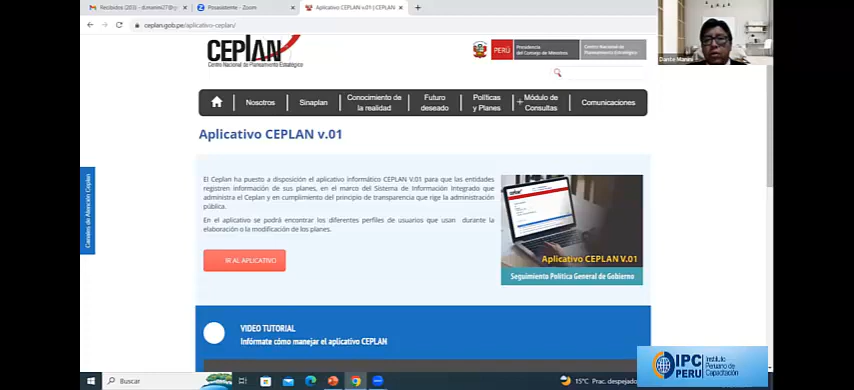 Recibidos (203) - d.manini27@g
Posasistente - Zoom
Aplicativo CEPLAN v.01 | CEPLAN
ceplan.gob.pe/aplicativo-ceplan/
CEPLAN
Centro Nacional de Planeamiento Estratégico
PERÚ
Presidencia
del Consejo de Ministros
Centro Nacional de
Planeamiento Estratégico
Dante Manini
Nosotros
Sinaplan
Conocimiento de
la realidad
Futuro
deseado
Políticas
y Planes
Módulo de
Consultas
Comunicaciones
Aplicativo CEPLAN v.01
El Ceplan ha puesto a disposición el aplicativo informático CEPLAN V.01 para que las entidades
registren información de sus planes, en el marco del Sistema de Información Integrado que
administra el Ceplan y en cumplimiento del principio de transparencia que rige la administración
pública.
En el aplicativo se podrá encontrar los diferentes perfiles de usuarios que usan durante la
elaboración o la modificación de los planes.
IR AL APLICATIVO
Aplicativo CEPLAN V.01
Seguimiento Política General de Gobierno
Canales de Atención Ceplan
VIDEO TUTORIAL
Infórmate cómo manejar el aplicativo CEPLAN
IPC
PERÚ
Instituto
Peruano de
Capacitación
Buscar
15°C Prac. despejado